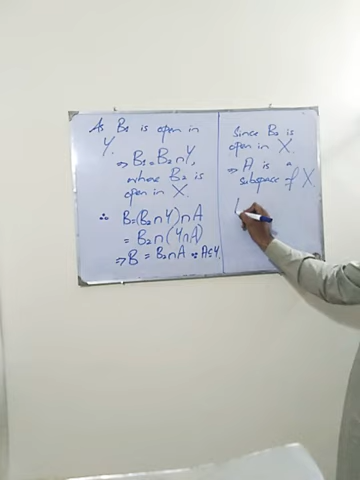 As B1 is open in
Y.
⇒ B1 = B2 ∩ Y,
where B2 is
open in X.
∴ B = (B2 ∩ Y) ∩ A
= B2 ∩ (Y ∩ A)
⇒ B = B2 ∩ A ∵ A ⊆ Y.
Since B2 is
open in X.
⇒ A is a
subspace of X.